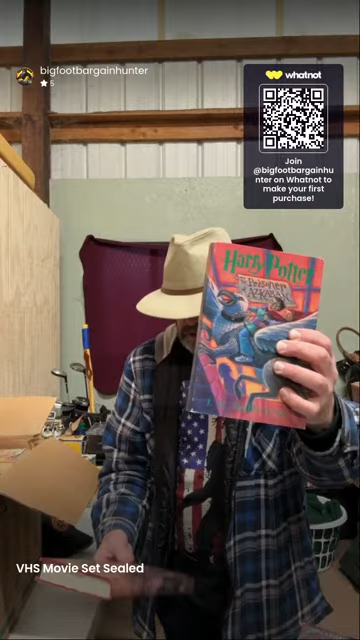 bigfootbargainhunter
★ 5
whatnot
Join
@bigfootbargainhu
nter on Whatnot to
make your first
purchase!
Harry Potter
Prisoner
AZKABAN
VHS Movie Set Sealed